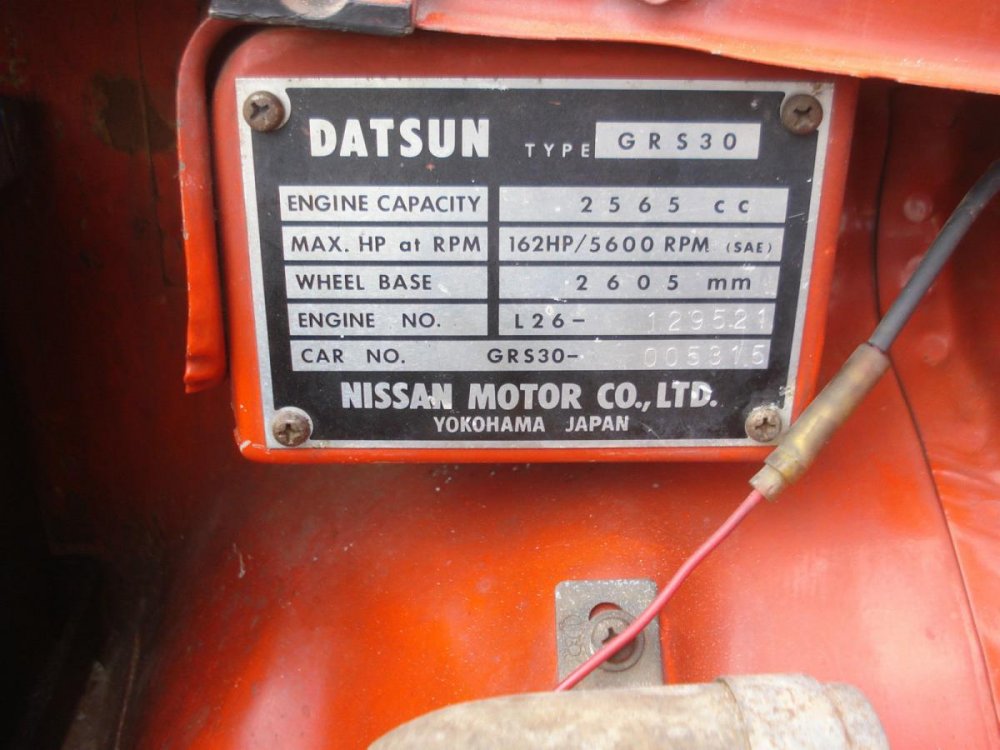 DATSUN TYPE GRS30
ENGINE CAPACITY 2565 cc
MAX. HP at RPM 162HP/5600 RPM (SAE)
WHEEL BASE 2605 mm
ENGINE NO. L26- 129521
CAR NO. GRS30- 005315
NISSAN MOTOR CO., LTD.
YOKOHAMA JAPAN